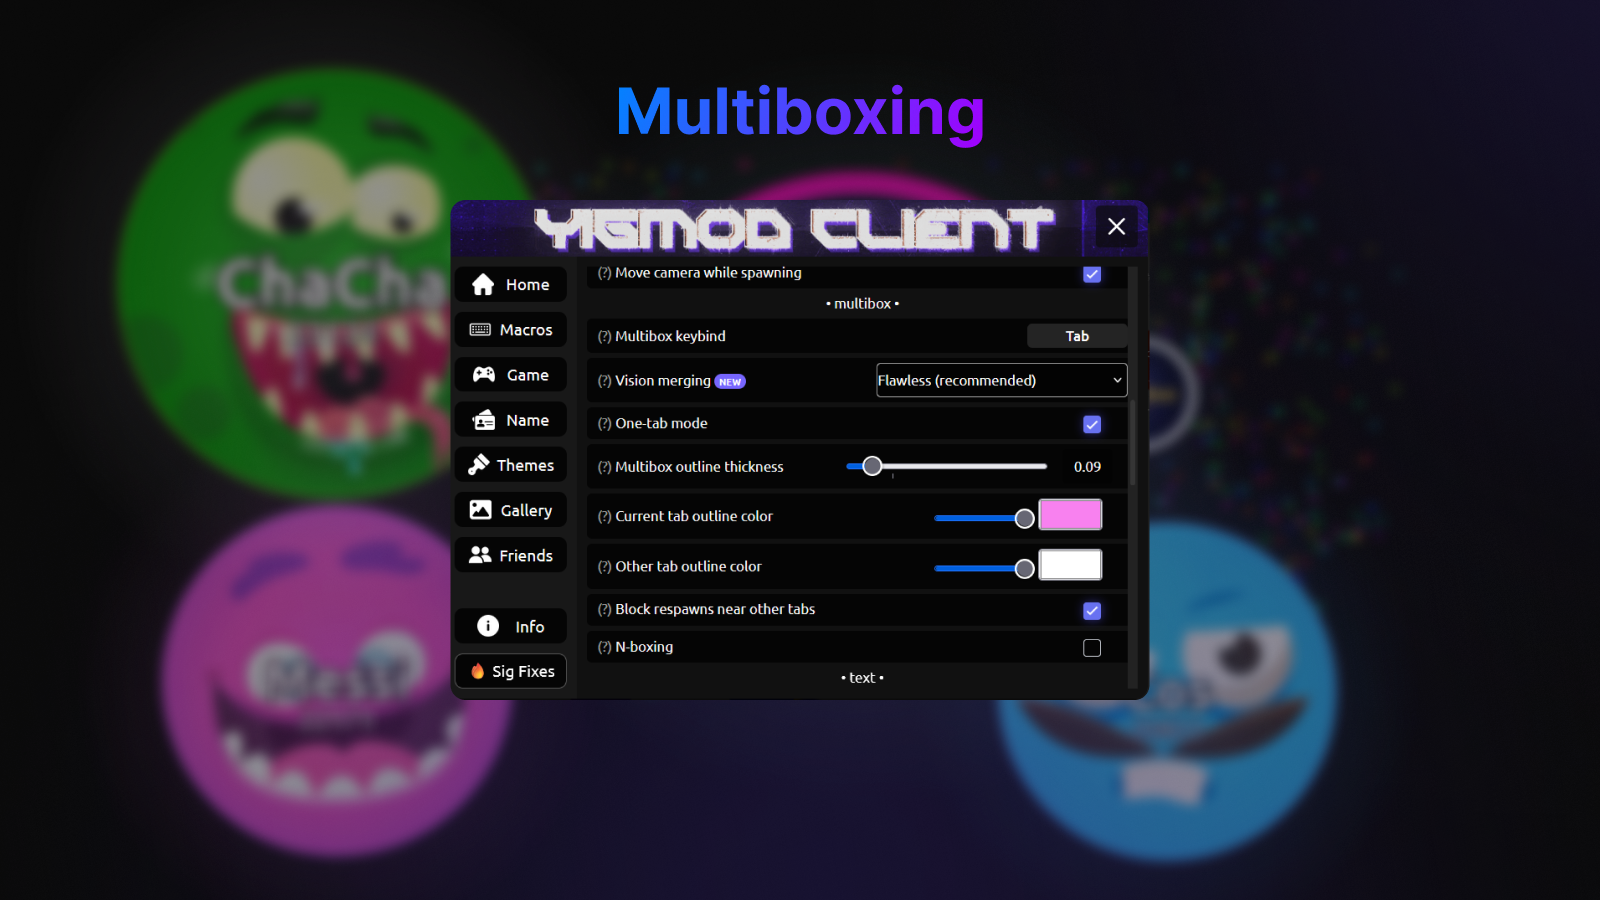 Multiboxing
YIGMOD CLIENT
Home
Macros
Game
Name
Themes
Gallery
Friends
Info
Sig Fixes
(?) Move camera while spawning
• multibox •
(?) Multibox keybind Tab
(?) Vision merging NEW Flawless (recommended)
(?) One-tab mode
(?) Multibox outline thickness 0.09
(?) Current tab outline color
(?) Other tab outline color
(?) Block respawns near other tabs
(?) N-boxing
• text •
ChaCha
Messi